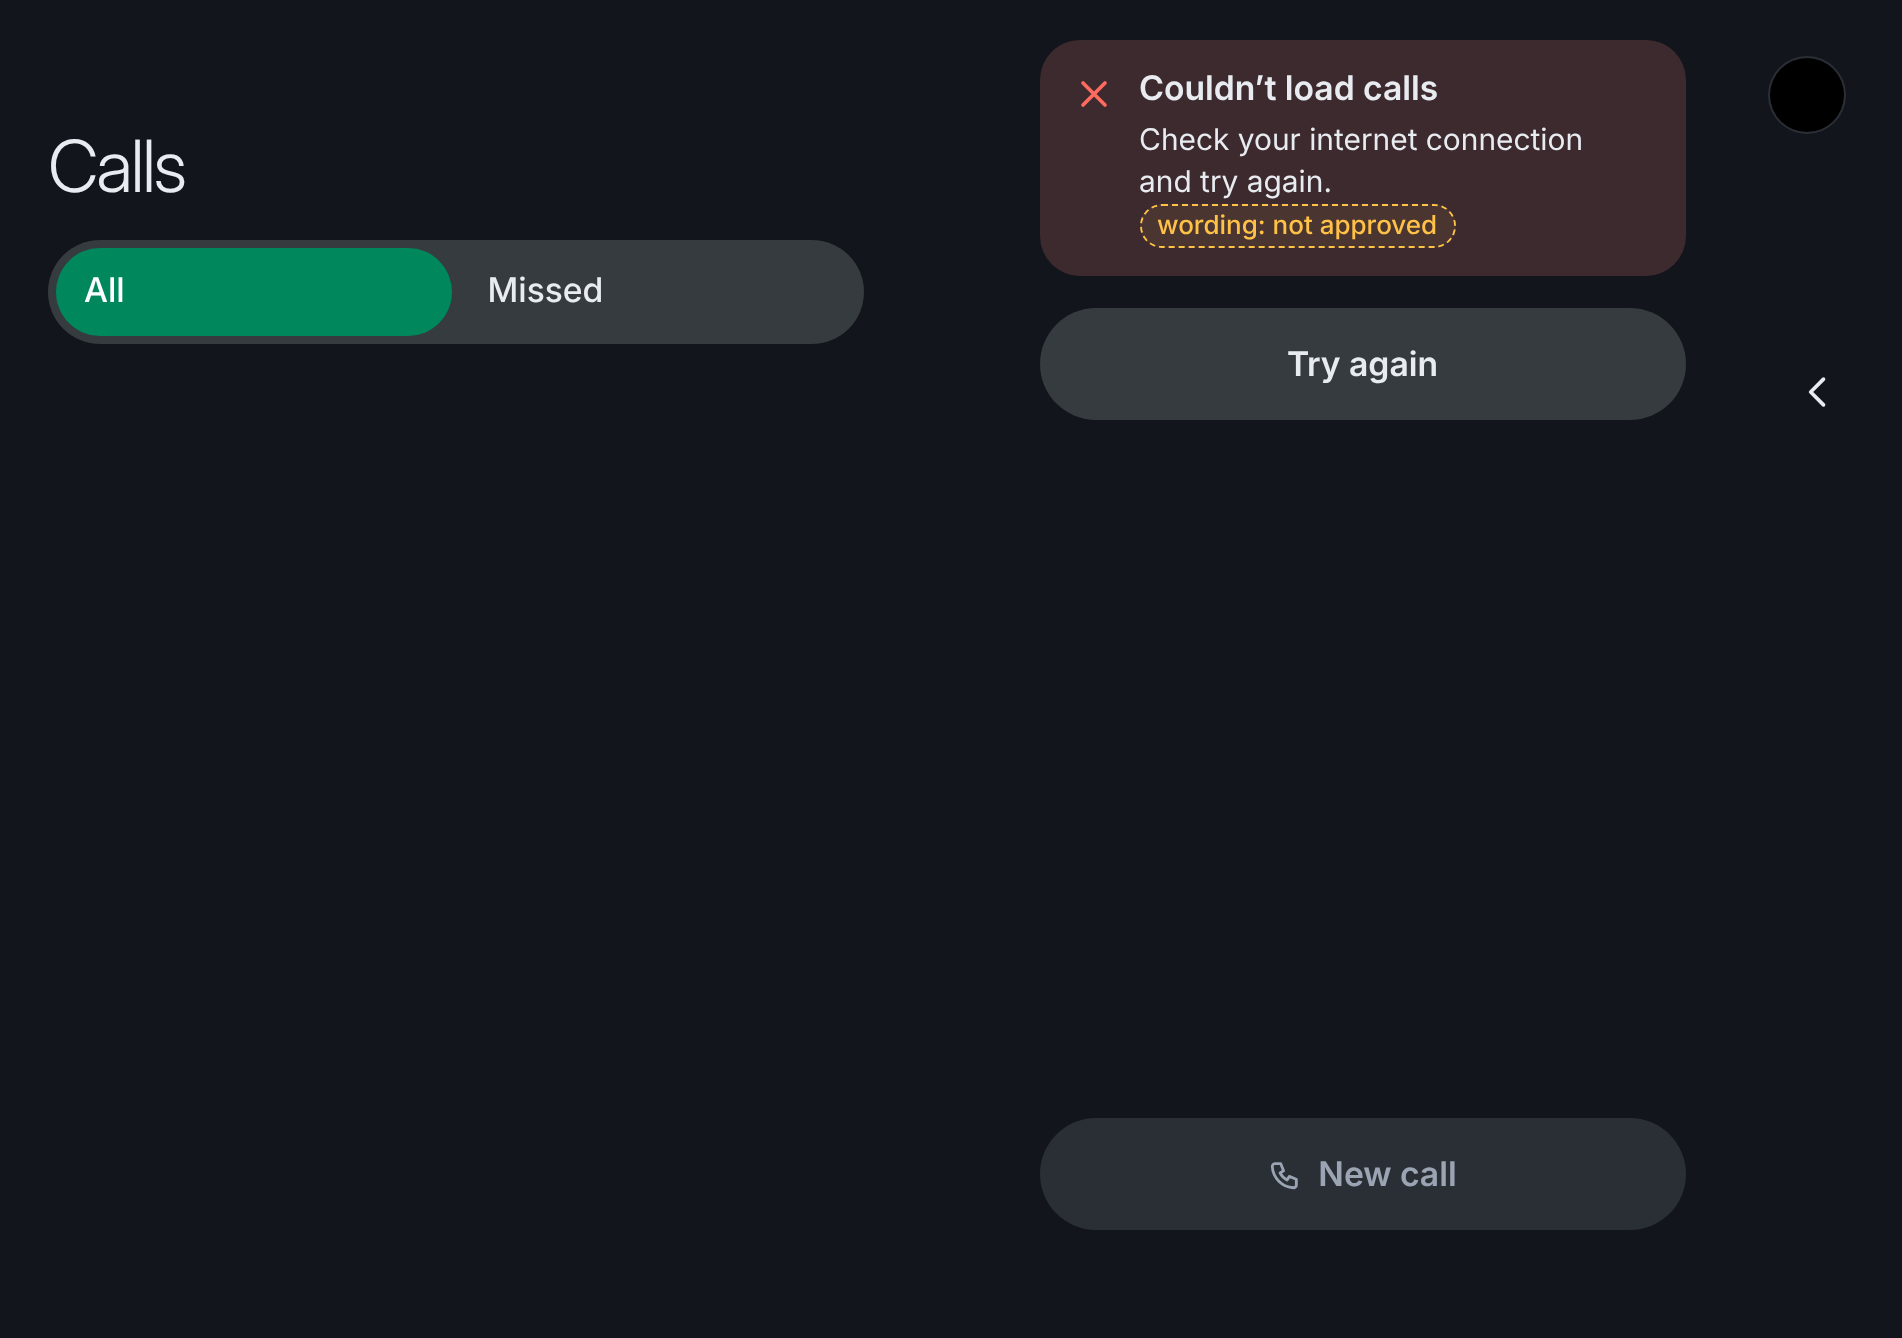 Calls
All
Missed
Couldn’t load calls
Check your internet connection
and try again.
wording: not approved
Try again
New call